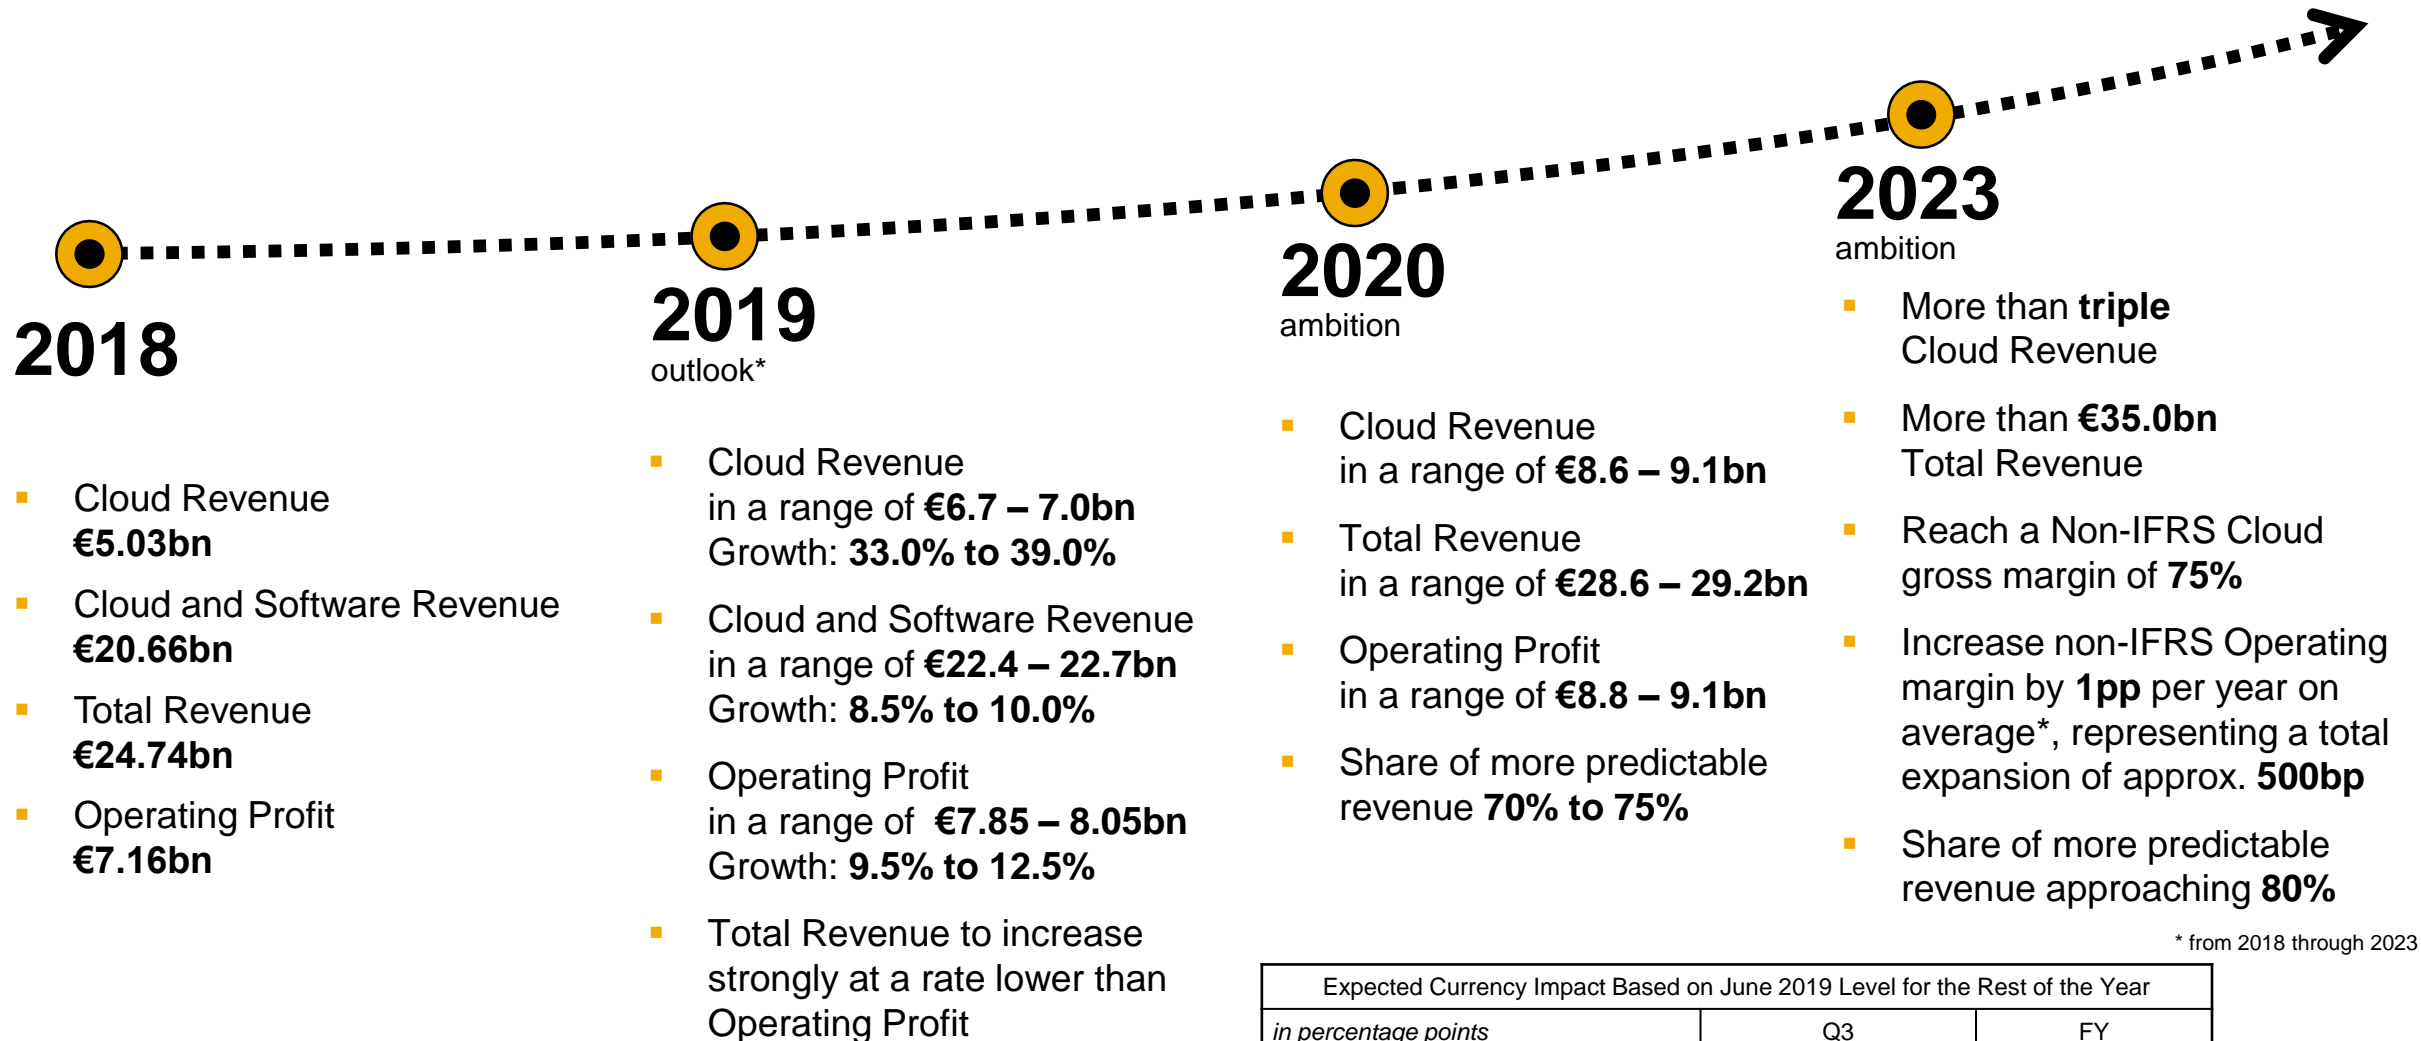 2018
▪ Cloud Revenue
€5.03bn
▪ Cloud and Software Revenue
€20.66bn
▪ Total Revenue
€24.74bn
▪ Operating Profit
€7.16bn
2019
outlook*
▪ Cloud Revenue
in a range of €6.7 – 7.0bn
Growth: 33.0% to 39.0%
▪ Cloud and Software Revenue
in a range of €22.4 – 22.7bn
Growth: 8.5% to 10.0%
▪ Operating Profit
in a range of €7.85 – 8.05bn
Growth: 9.5% to 12.5%
▪ Total Revenue to increase
strongly at a rate lower than
Operating Profit
2020
ambition
▪ Cloud Revenue
in a range of €8.6 – 9.1bn
▪ Total Revenue
in a range of €28.6 – 29.2bn
▪ Operating Profit
in a range of €8.8 – 9.1bn
▪ Share of more predictable
revenue 70% to 75%
2023
ambition
▪ More than triple
Cloud Revenue
▪ More than €35.0bn
Total Revenue
▪ Reach a Non-IFRS Cloud
gross margin of 75%
▪ Increase non-IFRS Operating
margin by 1pp per year on
average*, representing a total
expansion of approx. 500bp
▪ Share of more predictable
revenue approaching 80%
* from 2018 through 2023
Expected Currency Impact Based on June 2019 Level for the Rest of the Year
in percentage points Q3 FY